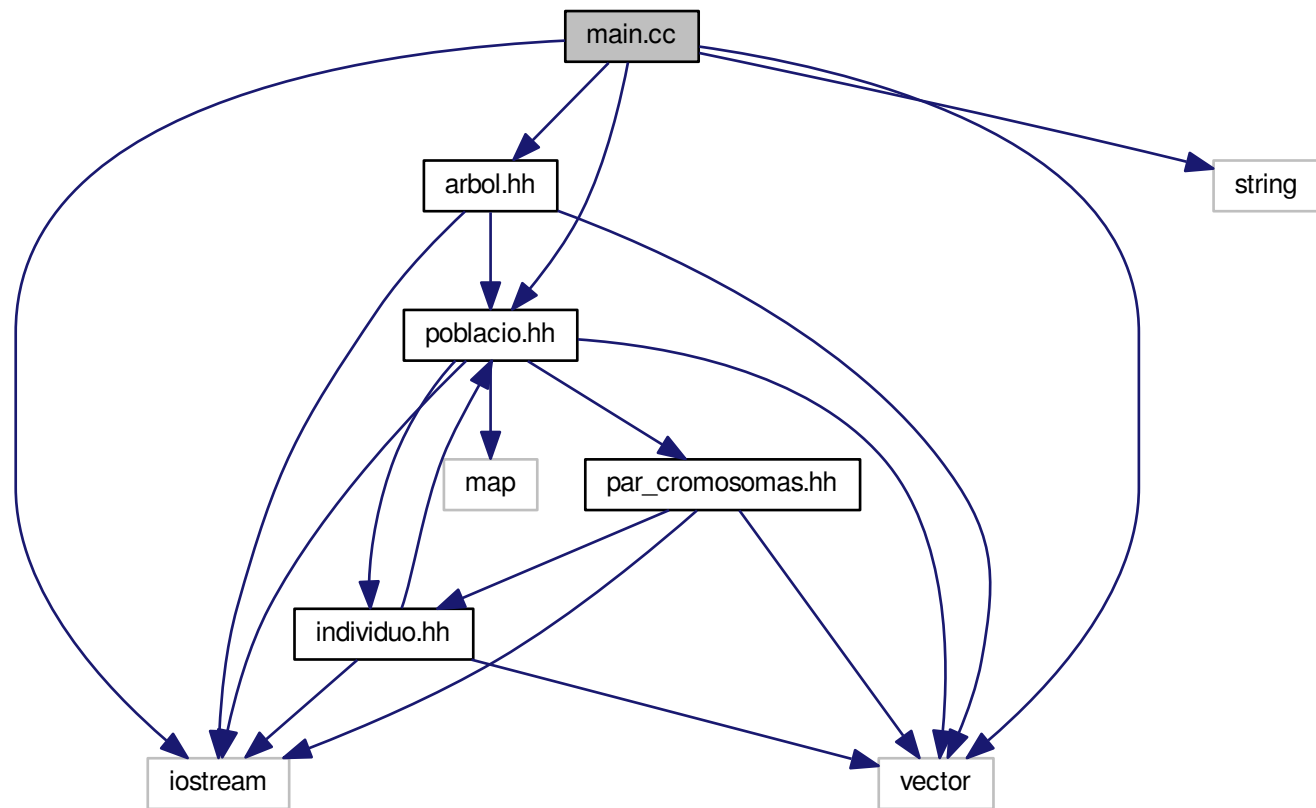 main.cc
arbol.hh
string
poblacio.hh
map
par_cromosomas.hh
individuo.hh
iostream
vector